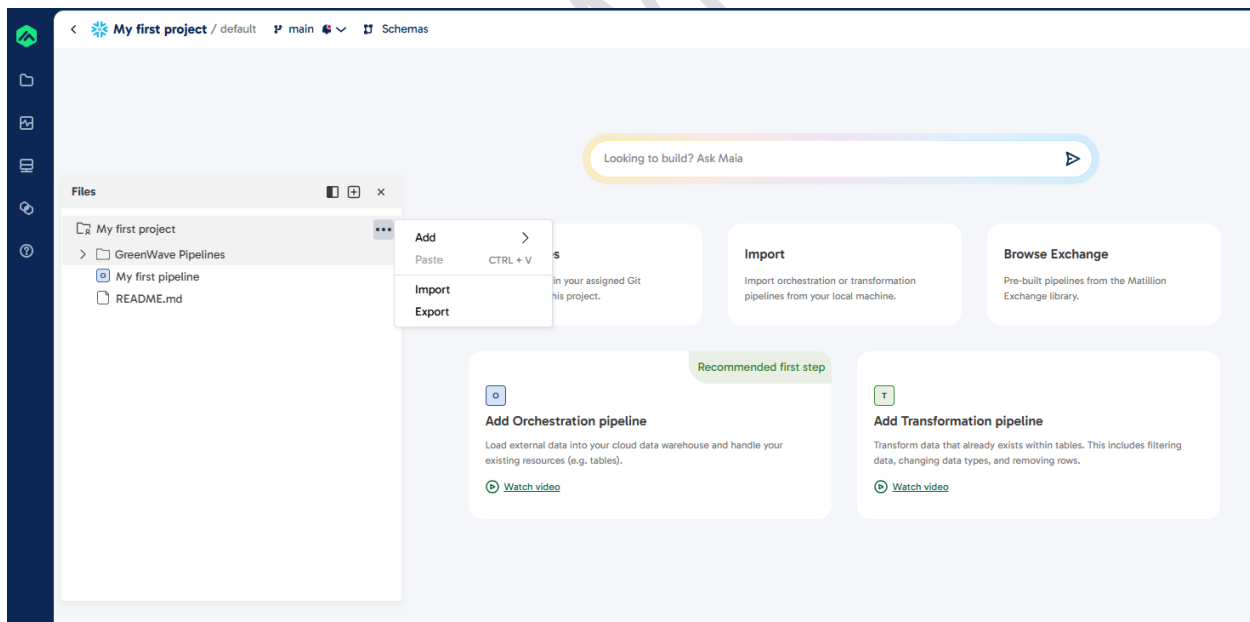 My first project / default main Schemas
Looking to build? Ask Maia
Files
My first project
GreenWave Pipelines
My first pipeline
README.md
Add
Paste CTRL + V
Import
Export
in your assigned Git
his project.
Import
Import orchestration or transformation
pipelines from your local machine.
Browse Exchange
Pre-built pipelines from the Matillion
Exchange library.
Recommended first step
O
Add Orchestration pipeline
Load external data into your cloud data warehouse and handle your
existing resources (e.g. tables).
Watch video
T
Add Transformation pipeline
Transform data that already exists within tables. This includes filtering
data, changing data types, and removing rows.
Watch video